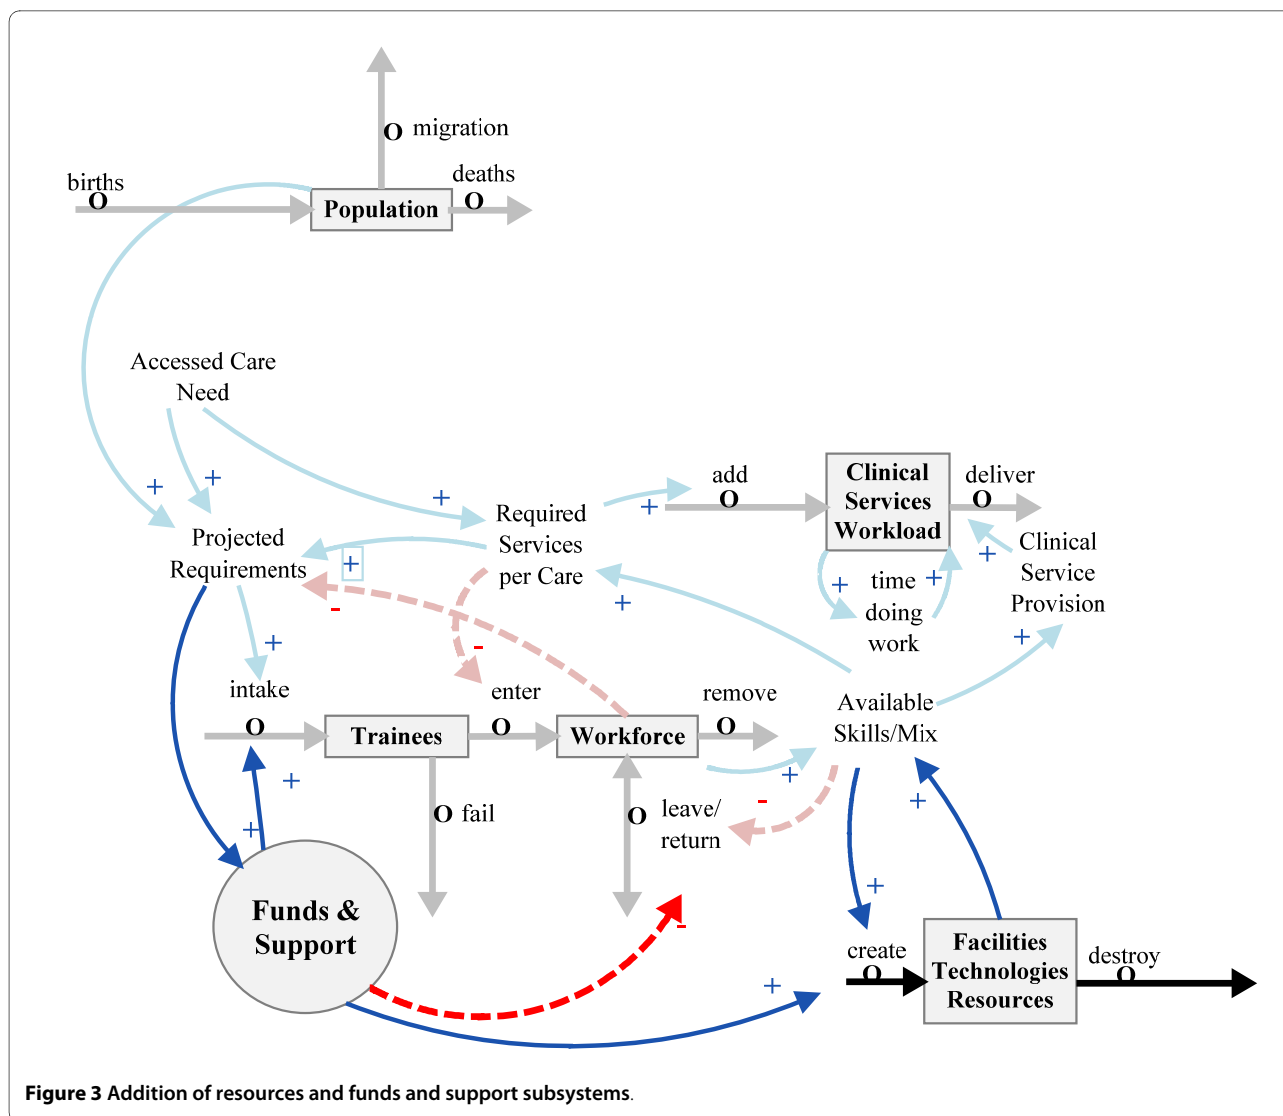 migration
O
births
O
deaths
O
Population
Accessed Care
Need
+
+
+
+
add
O
Clinical
Services
Workload
deliver
O
Required
Services
per Care
Projected
Requirements
+
-
+
+
time
doing
work
+
+
Clinical
Service
Provision
+
-
+
intake
O
Trainees
enter
O
Workforce
remove
O
Available
Skills/Mix
+
+
-
+
O fail
O
leave/
return
+
Funds &
Support
+
-
+
create
O
Facilities
Technologies
Resources
destroy
O
Figure 3 Addition of resources and funds and support subsystems.